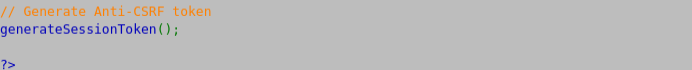 // Generate Anti-CSRF token
generateSessionToken();
?>